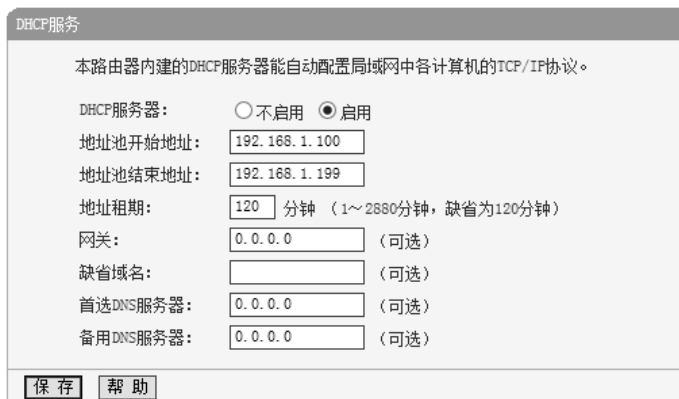 DHCP服务
本路由器内建的DHCP服务器能自动配置局域网中各计算机的TCP/IP协议。
DHCP服务器： 不启用 启用
地址池开始地址： 192.168.1.100
地址池结束地址： 192.168.1.199
地址租期： 120 分钟 （1～2880分钟，缺省为120分钟）
网关： 0.0.0.0 （可选）
缺省域名： （可选）
首选DNS服务器： 0.0.0.0 （可选）
备用DNS服务器： 0.0.0.0 （可选）
保 存 帮 助